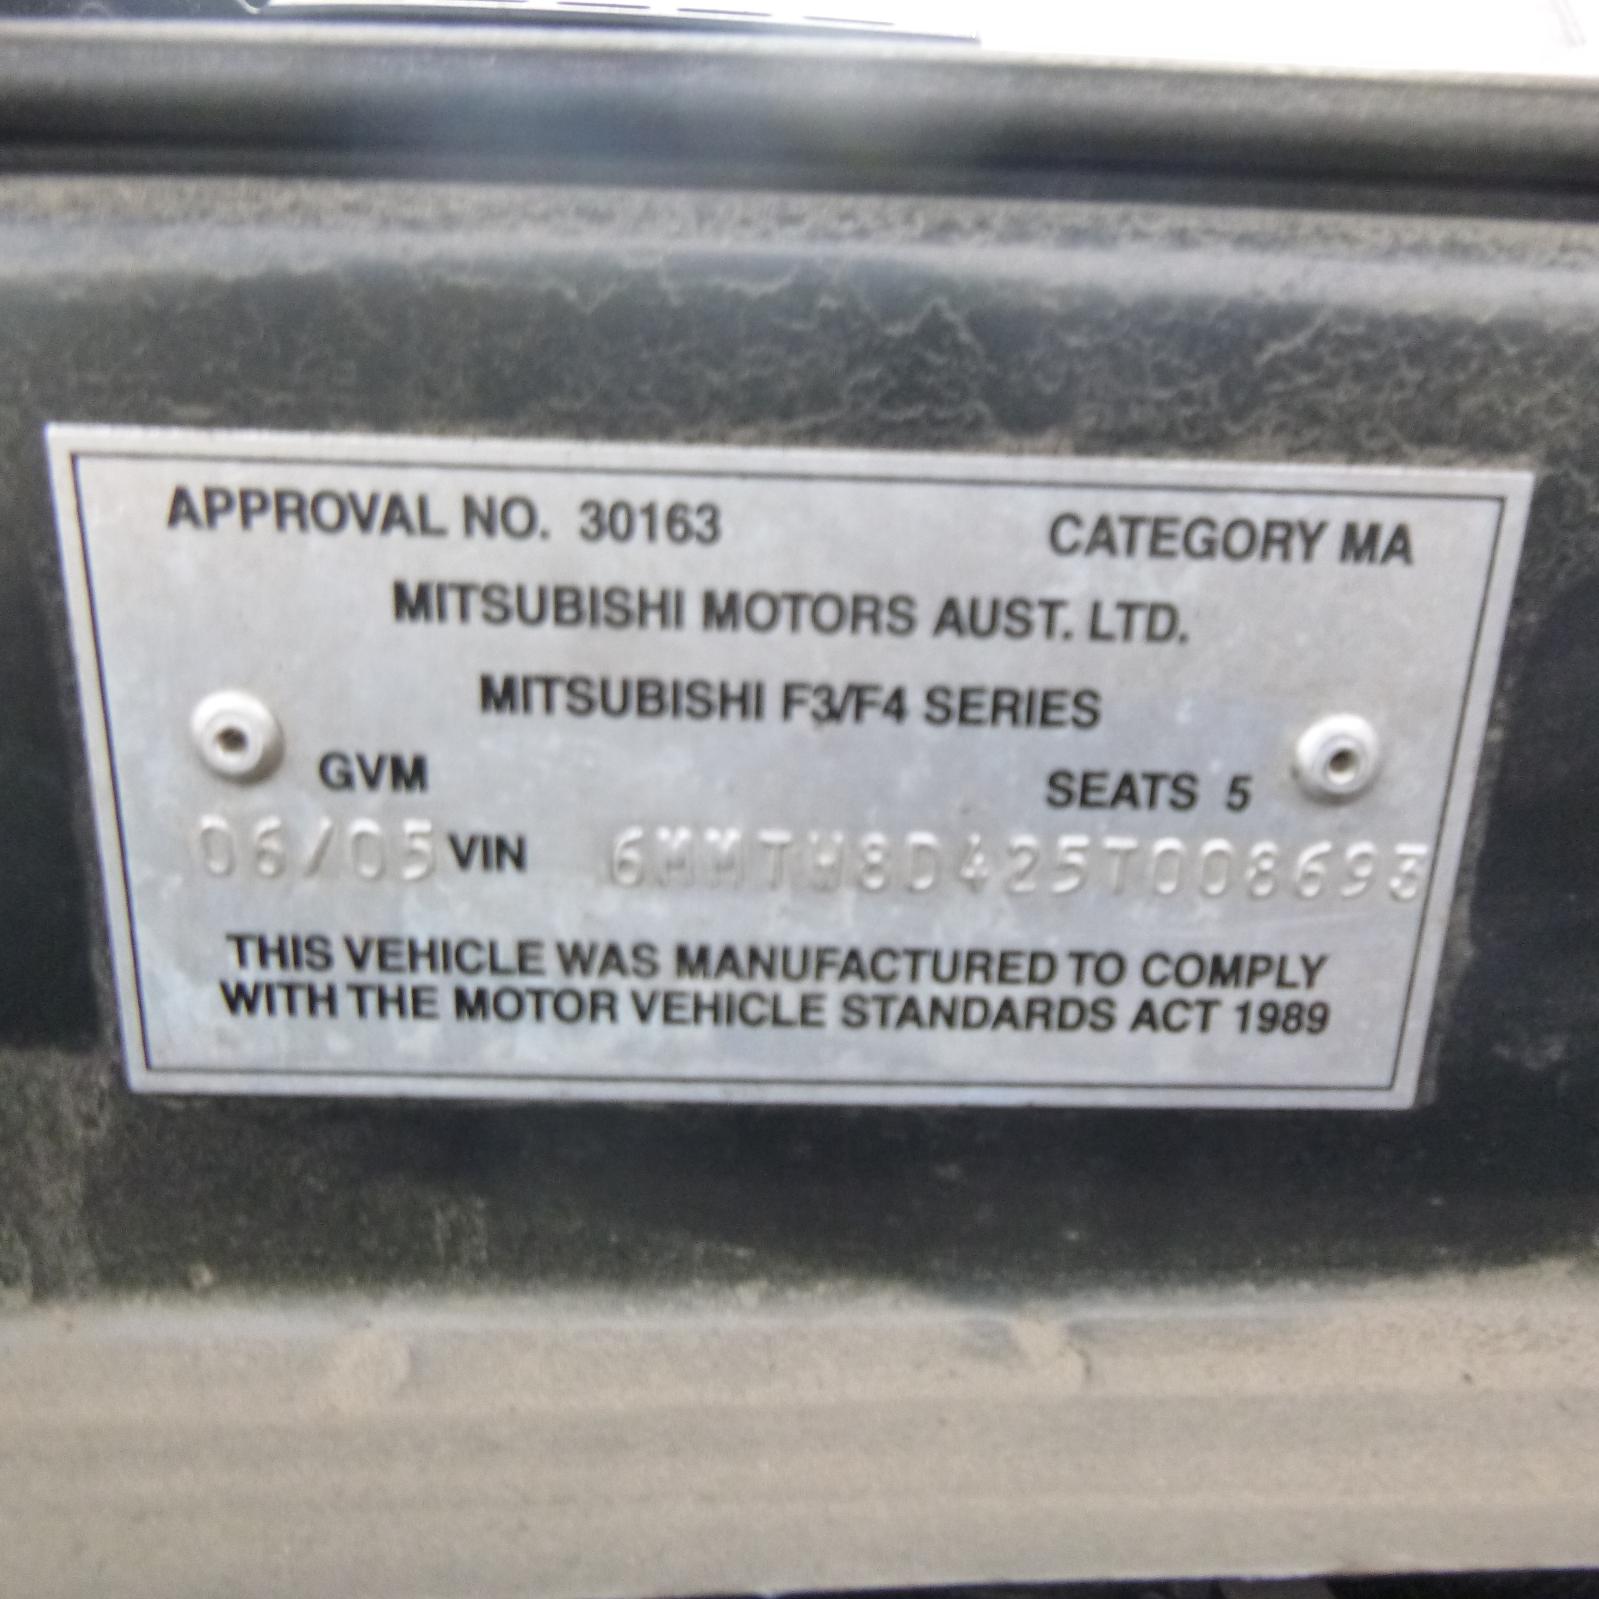 APPROVAL NO. 30163 CATEGORY MA
MITSUBISHI MOTORS AUST. LTD.
MITSUBISHI F3/F4 SERIES
GVM SEATS 5
06/05 VIN 6MMTW8D425T008693
THIS VEHICLE WAS MANUFACTURED TO COMPLY
WITH THE MOTOR VEHICLE STANDARDS ACT 1989